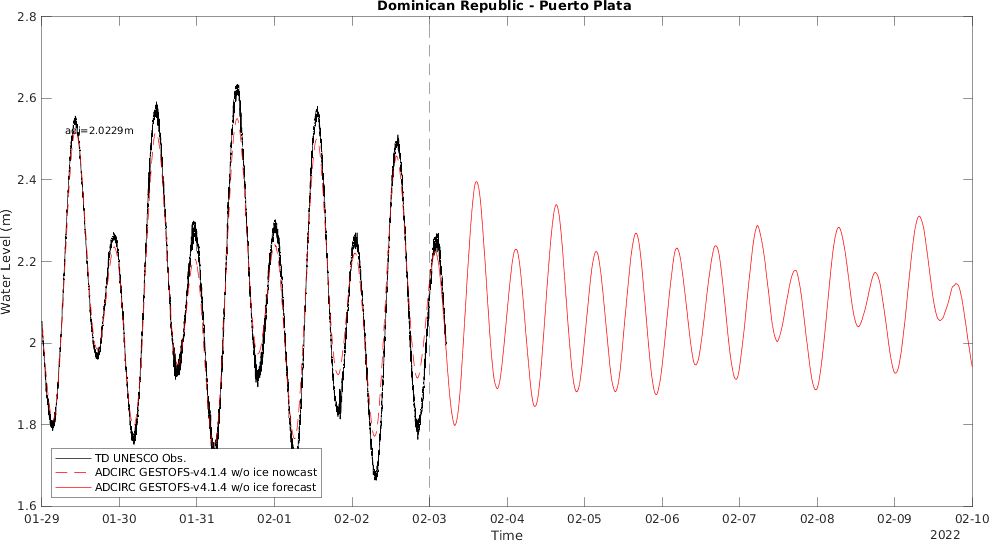 Dominican Republic - Puerto Plata
Water Level (m)
2.8
2.6
2.4
2.2
2
1.8
1.6
=2.0229m
TD UNESCO Obs.
ADCIRC GESTOFS-v4.1.4 w/o ice nowcast
ADCIRC GESTOFS-v4.1.4 w/o ice forecast
01-29 01-30 01-31 02-01 02-02 02-03 02-04 02-05 02-06 02-07 02-08 02-09 02-10
Time
2022